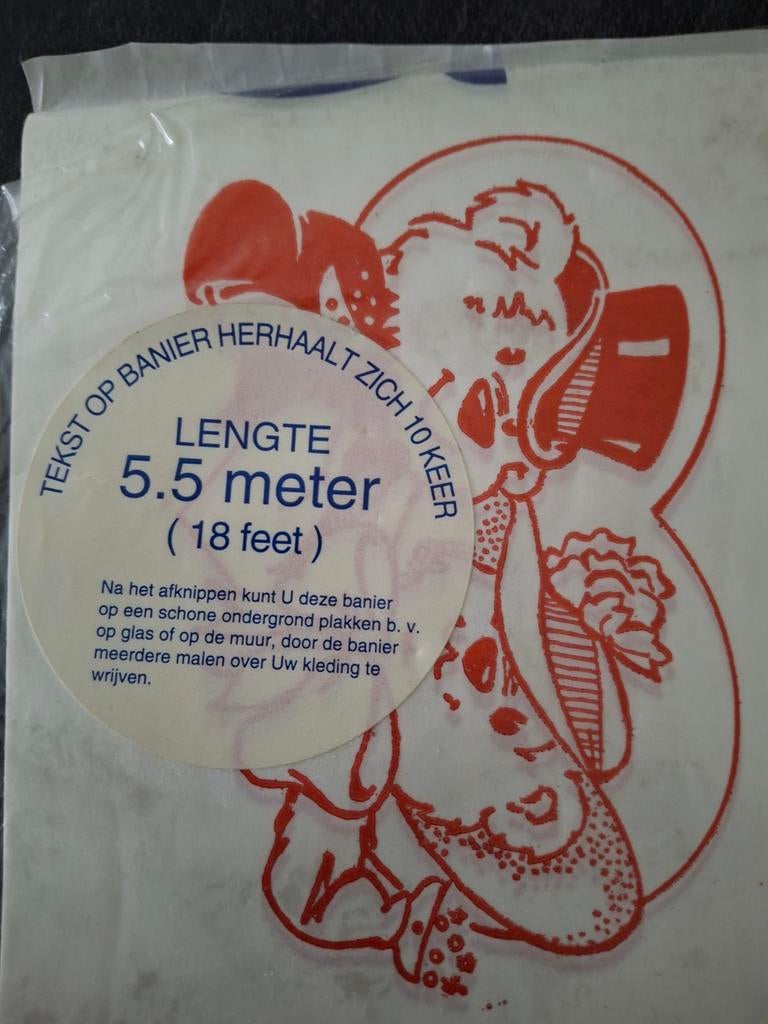 TEKST OP BANIER HERHAALT ZICH 10 KEER
LENGTE
5.5 meter
( 18 feet )
Na het afknippen kunt U deze banier
op een schone ondergrond plakken b. v.
op glas of op de muur, door de banier
meerdere malen over Uw kleding te
wrijven.